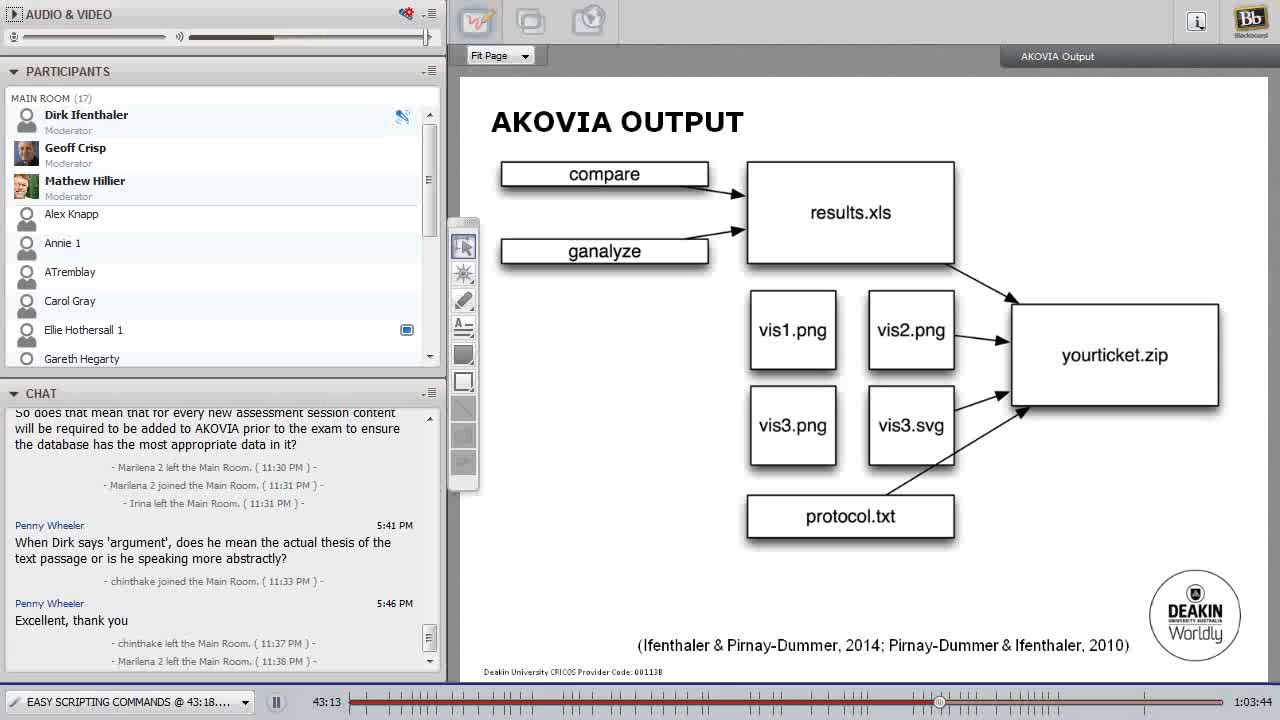 AUDIO & VIDEO
PARTICIPANTS
MAIN ROOM (17)
Dirk Ifenthaler
Moderator
Geoff Crisp
Moderator
Mathew Hillier
Moderator
Alex Knapp
Annie 1
ATremblay
Carol Gray
Ellie Hothersall 1
Gareth Hegarty
CHAT
So does that mean that for every new assessment session content
will be required to be added to AKOVIA prior to the exam to ensure
the database has the most appropriate data in it?
- Marilena 2 left the Main Room. ( 11:30 PM ) -
- Marilena 2 joined the Main Room. ( 11:31 PM ) -
- Irina left the Main Room. ( 11:31 PM ) -
Penny Wheeler 5:41 PM
When Dirk says 'argument', does he mean the actual thesis of the
text passage or is he speaking more abstractly?
- chinthake joined the Main Room. ( 11:33 PM ) -
Penny Wheeler 5:46 PM
Excellent, thank you
- chinthake left the Main Room. ( 11:37 PM ) -
- Marilena 2 left the Main Room. ( 11:38 PM ) -
Bb
Blackboard
Fit Page
AKOVIA Output
AKOVIA OUTPUT
compare
ganalyze
results.xls
vis1.png
vis2.png
vis3.png
vis3.svg
protocol.txt
yourticket.zip
DEAKIN
UNIVERSITY AUSTRALIA
Worldly
(Ifenthaler & Pirnay-Dummer, 2014; Pirnay-Dummer & Ifenthaler, 2010)
Deakin University CRICOS Provider Code: 00113B
EASY SCRIPTING COMMANDS @ 43:18...
43:13
1:03:44